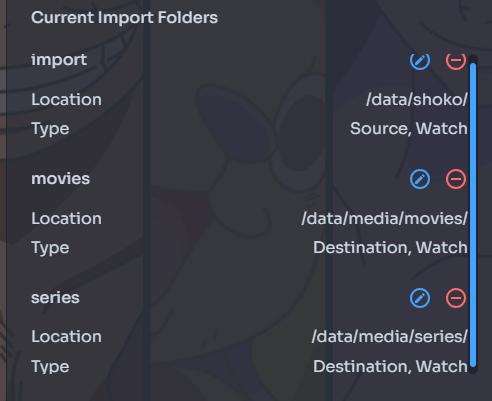 Current Import Folders
import
Location /data/shoko/
Type Source, Watch
movies
Location /data/media/movies/
Type Destination, Watch
series
Location /data/media/series/
Type Destination, Watch